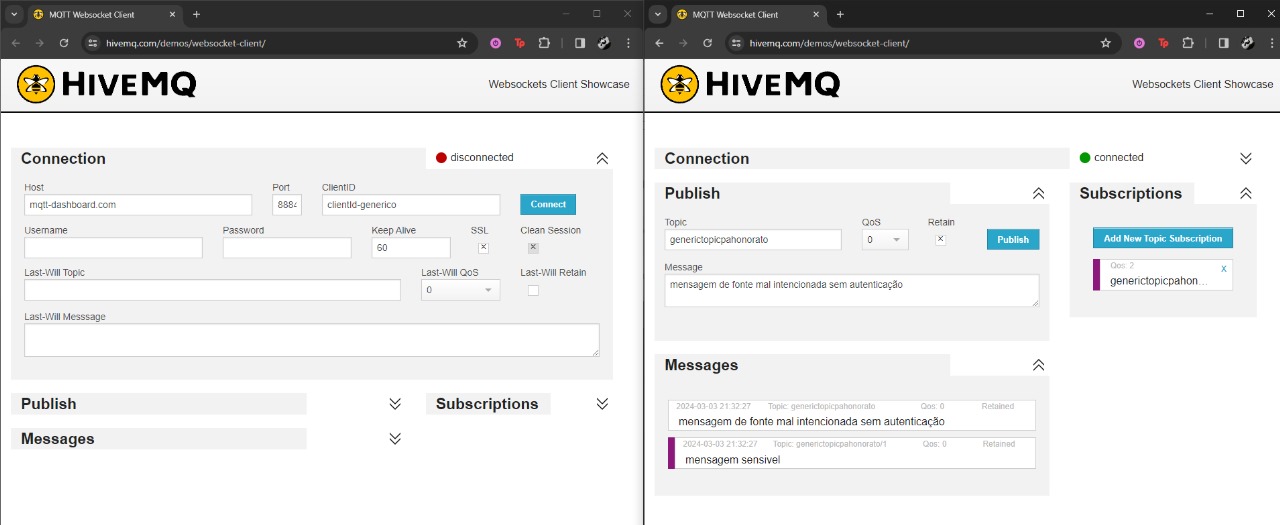 MQTT Websocket Client
hivemq.com/demos/websocket-client/
Tp
HIVEMQ
Websockets Client Showcase
Connection
disconnected
Host
Port
ClientID
mqtt-dashboard.com
8884
clientId-generico
Connect
Username
Password
Keep Alive
SSL
Clean Session
60
Last-Will Topic
Last-Will QoS
Last-Will Retain
0
Last-Will Messsage
Publish
Subscriptions
Messages
MQTT Websocket Client
hivemq.com/demos/websocket-client/
Tp
HIVEMQ
Websockets Client Showcase
Connection
connected
Publish
Subscriptions
Topic
QoS
Retain
generictopicpahonorato
0
Publish
Add New Topic Subscription
Message
mensagem de fonte mal intencionada sem autenticação
Qos: 2
X
generictopicpahon...
Messages
2024-03-03 21:32:27 Topic: generictopicpahonorato Qos: 0 Retained
mensagem de fonte mal intencionada sem autenticação
2024-03-03 21:32:27 Topic: generictopicpahonorato/1 Qos: 0 Retained
mensagem sensivel